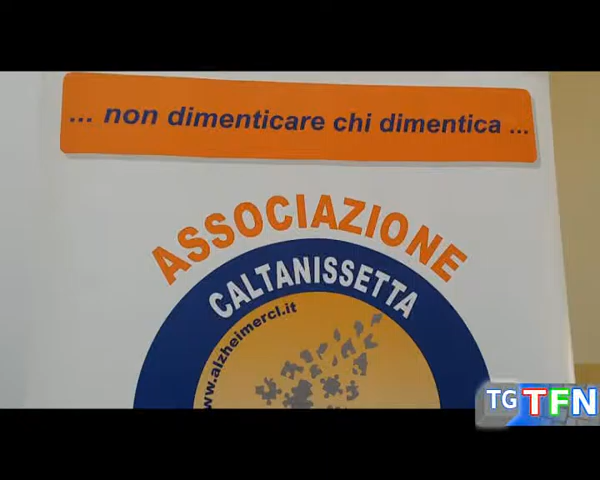 ... non dimenticare chi dimentica ...
ASSOCIAZIONE
CALTANISSETTA
www.alzheimercl.it
TG TFN